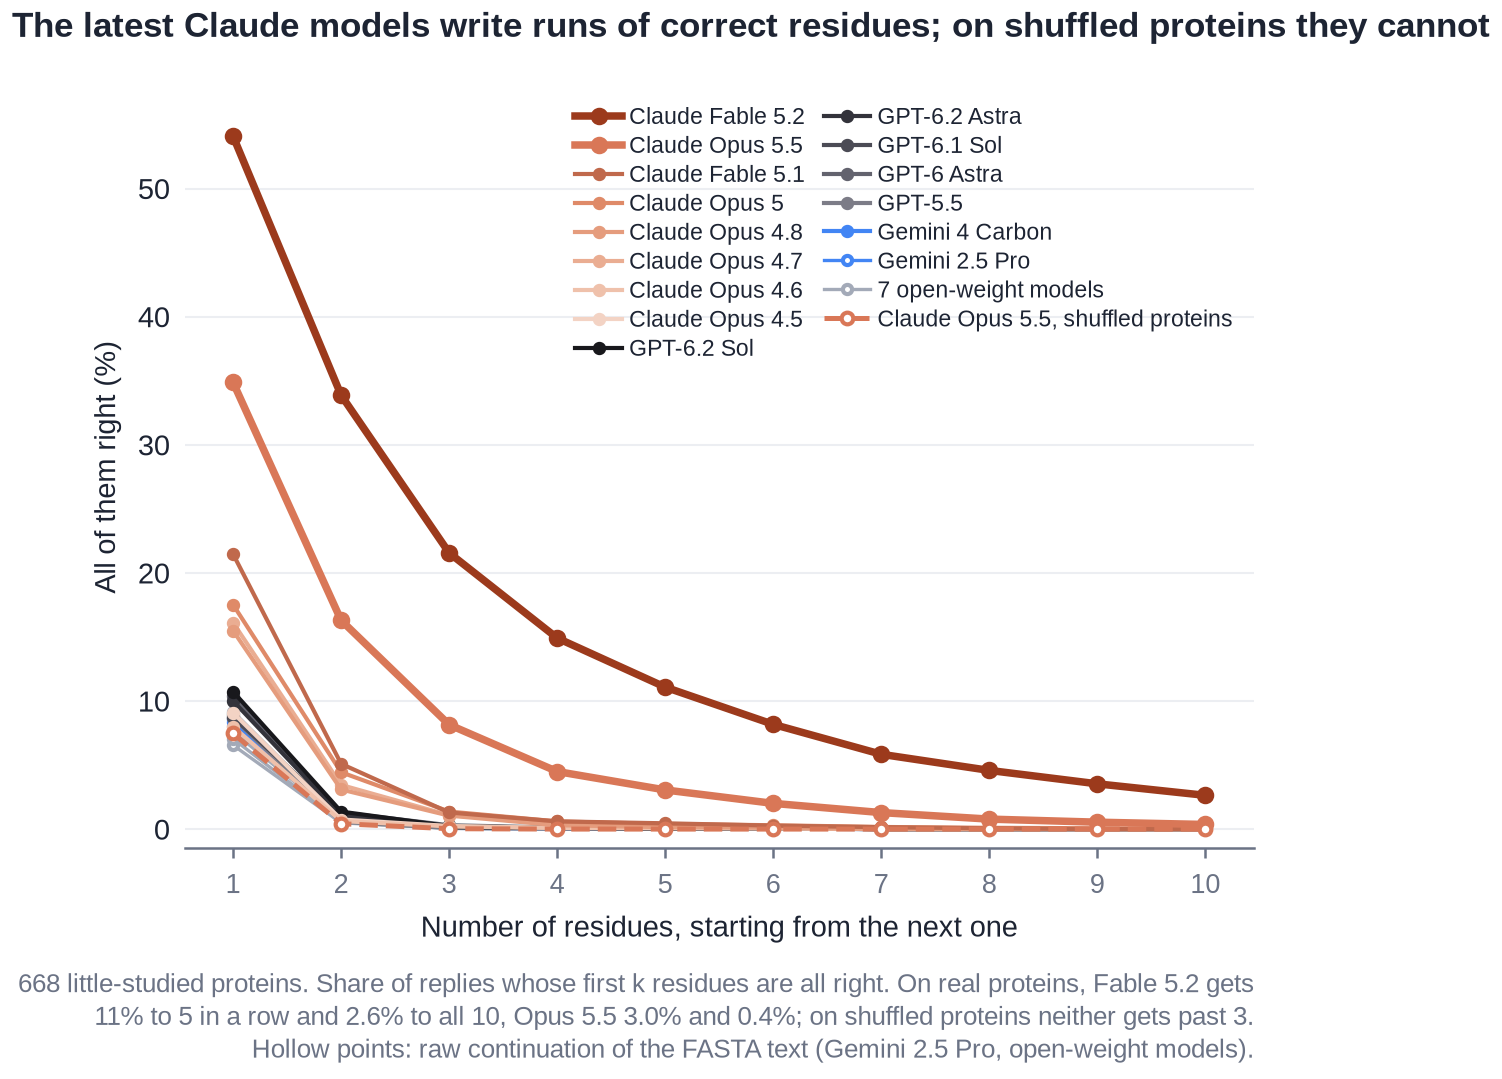 The latest Claude models write runs of correct residues; on shuffled proteins they cannot
Claude Fable 5.2
Claude Opus 5.5
Claude Fable 5.1
Claude Opus 5
Claude Opus 4.8
Claude Opus 4.7
Claude Opus 4.6
Claude Opus 4.5
GPT-6.2 Sol
GPT-6.2 Astra
GPT-6.1 Sol
GPT-6 Astra
GPT-5.5
Gemini 4 Carbon
Gemini 2.5 Pro
7 open-weight models
Claude Opus 5.5, shuffled proteins
All of them right (%)
50
40
30
20
10
0
1 2 3 4 5 6 7 8 9 10
Number of residues, starting from the next one
668 little-studied proteins. Share of replies whose first k residues are all right. On real proteins, Fable 5.2 gets
11% to 5 in a row and 2.6% to all 10, Opus 5.5 3.0% and 0.4%; on shuffled proteins neither gets past 3.
Hollow points: raw continuation of the FASTA text (Gemini 2.5 Pro, open-weight models).